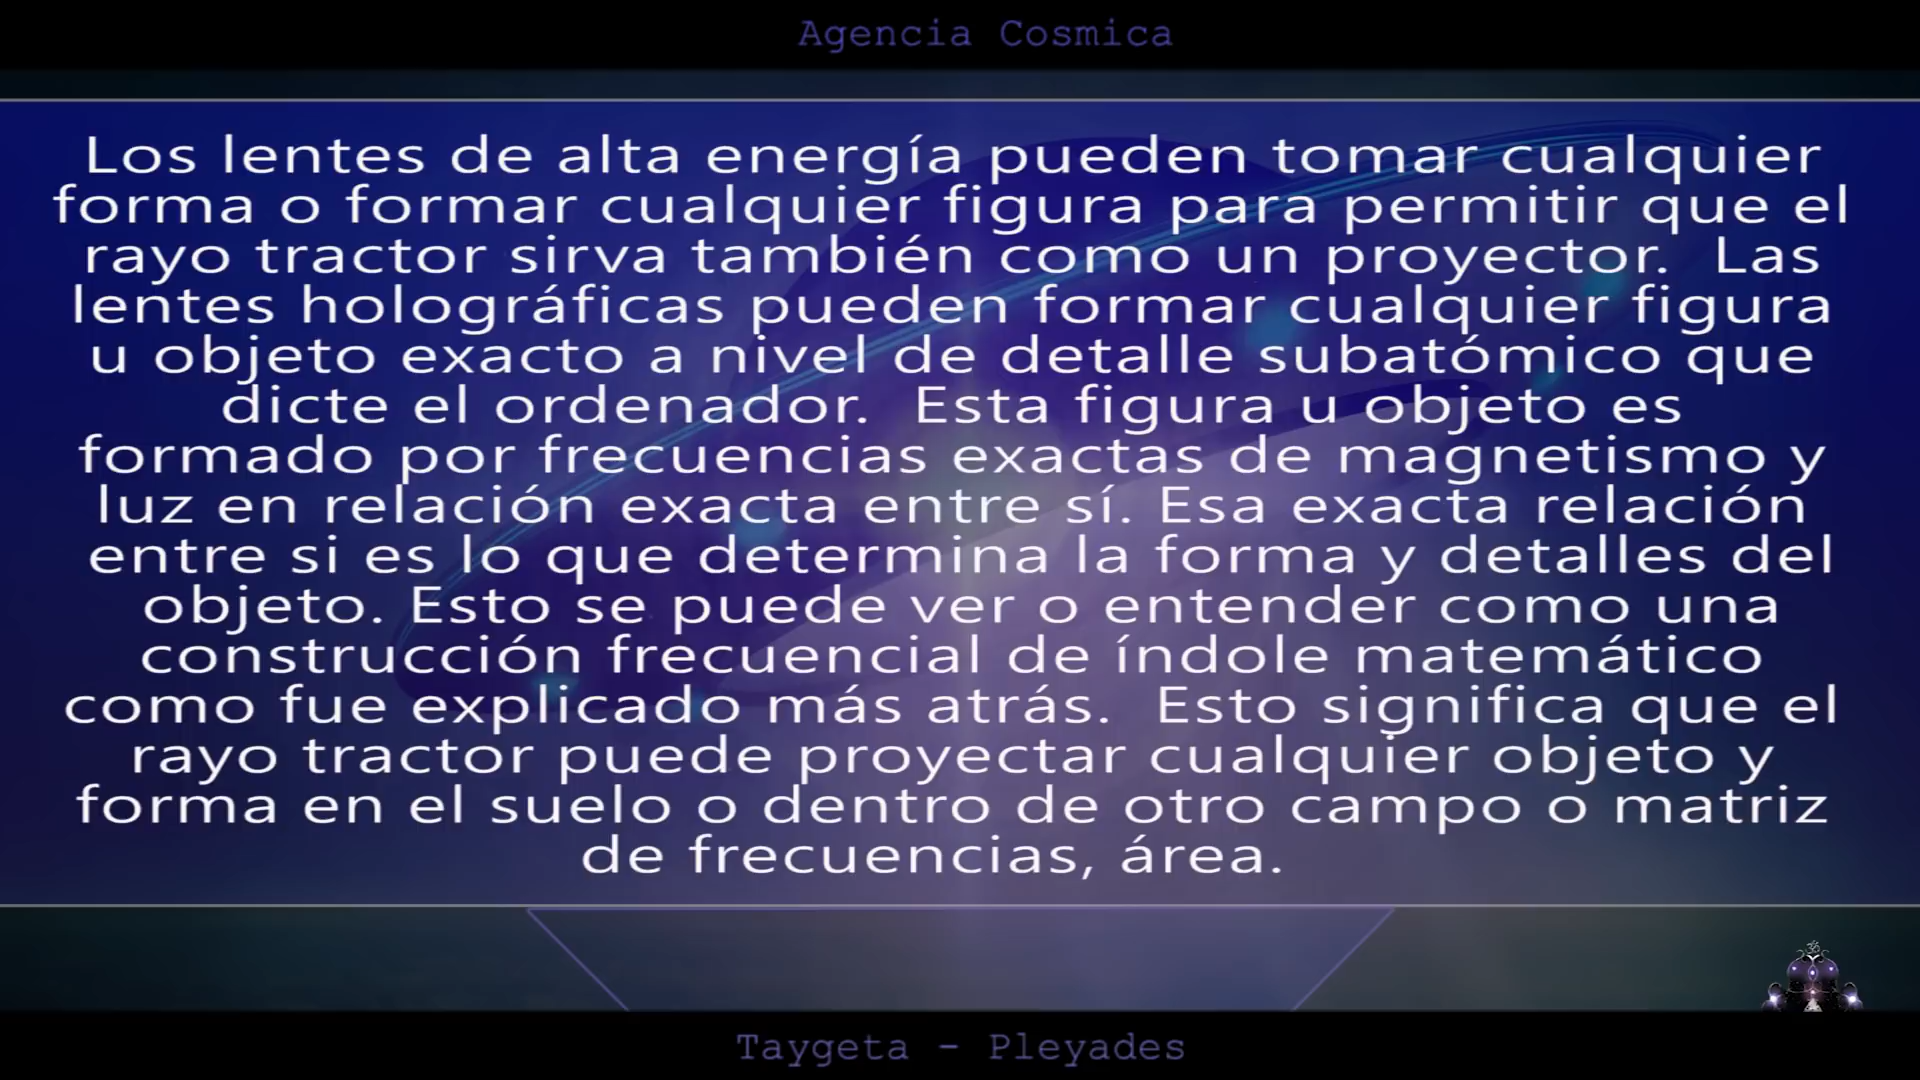 Agencia Cosmica
Los lentes de alta energía pueden tomar cualquier
forma o formar cualquier figura para permitir que el
rayo tractor sirva también como un proyector.  Las
lentes holográficas pueden formar cualquier figura
u objeto exacto a nivel de detalle subatómico que
dicte el ordenador.  Esta figura u objeto es
formado por frecuencias exactas de magnetismo y
luz en relación exacta entre sí. Esa exacta relación
entre si es lo que determina la forma y detalles del
objeto. Esto se puede ver o entender como una
construcción frecuencial de índole matemático
como fue explicado más atrás.  Esto significa que el
rayo tractor puede proyectar cualquier objeto y
forma en el suelo o dentro de otro campo o matriz
de frecuencias, área.
ॐ
Taygeta - Pleyades